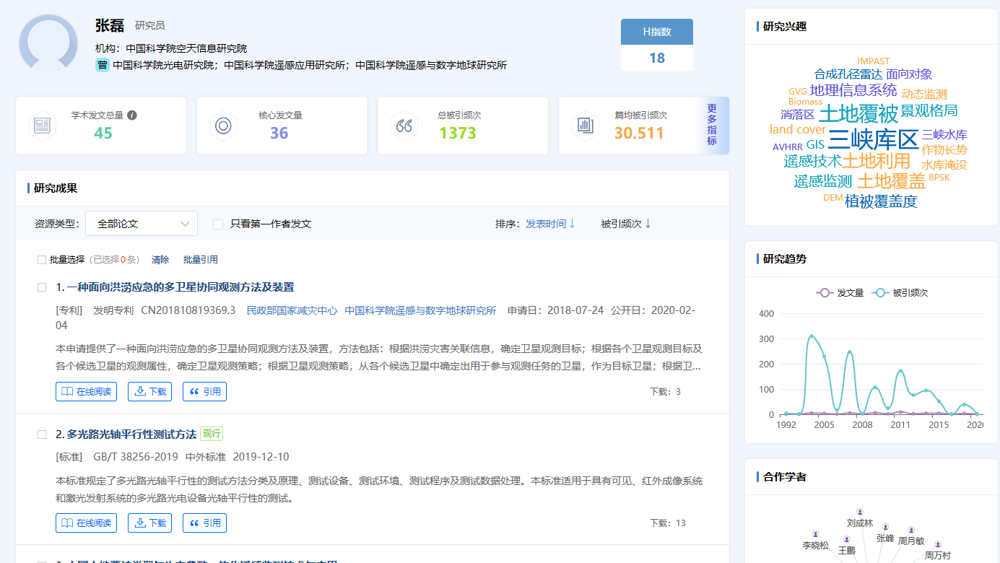 张磊 研究员
机构：中国科学院空天信息研究院
曾 中国科学院光电研究院；中国科学院遥感应用研究所；中国科学院遥感与数字地球研究所
H指数
18
学术发文总量
45
核心发文量
36
总被引频次
1373
篇均被引频次
30.511
更多指标
研究成果
资源类型： 全部论文 只看第一作者发文 排序：发表时间↓ 被引频次↓
批量选择 (已选择0条) 清除 批量引用
1. 一种面向洪涝应急的多卫星协同观测方法及装置
[专利] 发明专利 CN201810819369.3 民政部国家减灾中心 中国科学院遥感与数字地球研究所 申请日：2018-07-24 公开日：2020-02-
04
本申请提供了一种面向洪涝应急的多卫星协同观测方法及装置，方法包括：根据洪涝灾害关联信息，确定卫星观测目标；根据各个卫星观测目标及
各个候选卫星的观测属性，确定卫星观测策略；根据卫星观测策略，从各个候选卫星中确定出用于参与观测任务的卫星，作为目标卫星；根据卫...
在线阅读 下载 引用 下载：3
2. 多光路光轴平行性测试方法 现行
[标准] GB/T 38256-2019 中外标准 2019-12-10
本标准规定了多光路光轴平行性的测试方法分类及原理、测试设备、测试环境、测试程序及测试数据处理。本标准适用于具有可见、红外成像系统
和激光发射系统的多光路光电设备光轴平行性的测试。
在线阅读 下载 引用 下载：13
研究兴趣
IMPAST
合成孔径雷达 面向对象
GVG 地理信息系统 动态监测
Biomass
消落区 土地覆被 景观格局
land cover 三峡库区 三峡水库
AVHRR GIS 作物长势
遥感技术 土地利用 水库淹没
遥感监测 土地覆盖 8PSK
DEM 植被覆盖度
研究趋势
发文量 被引频次
400
300
200
100
0
1992 2005 2008 2011 2015 2020
合作学者
刘成林
张峰
李晓松 王鹏 周月敏
周万村